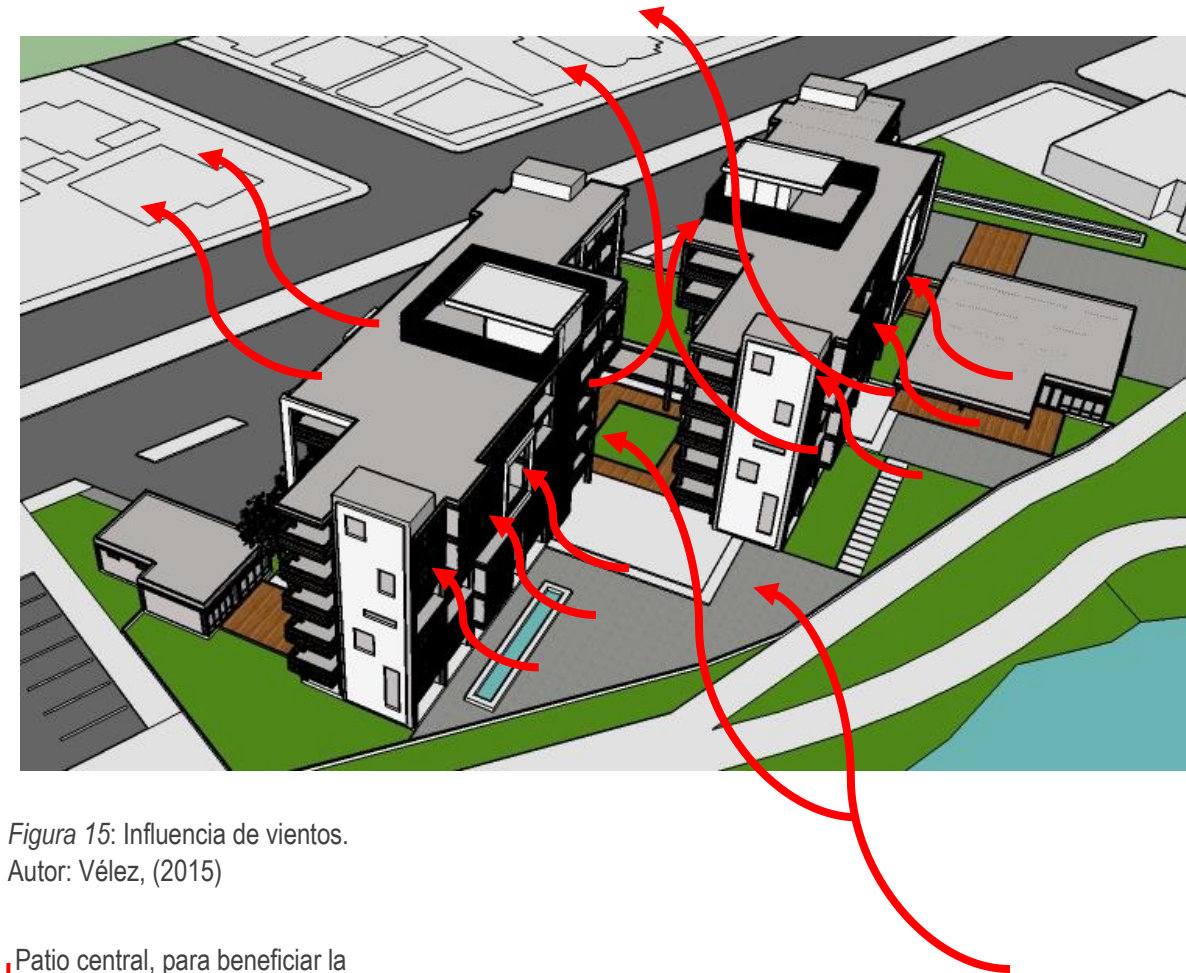 Figura 15: Influencia de vientos.
Autor: Vélez, (2015)
Patio central, para beneficiar la